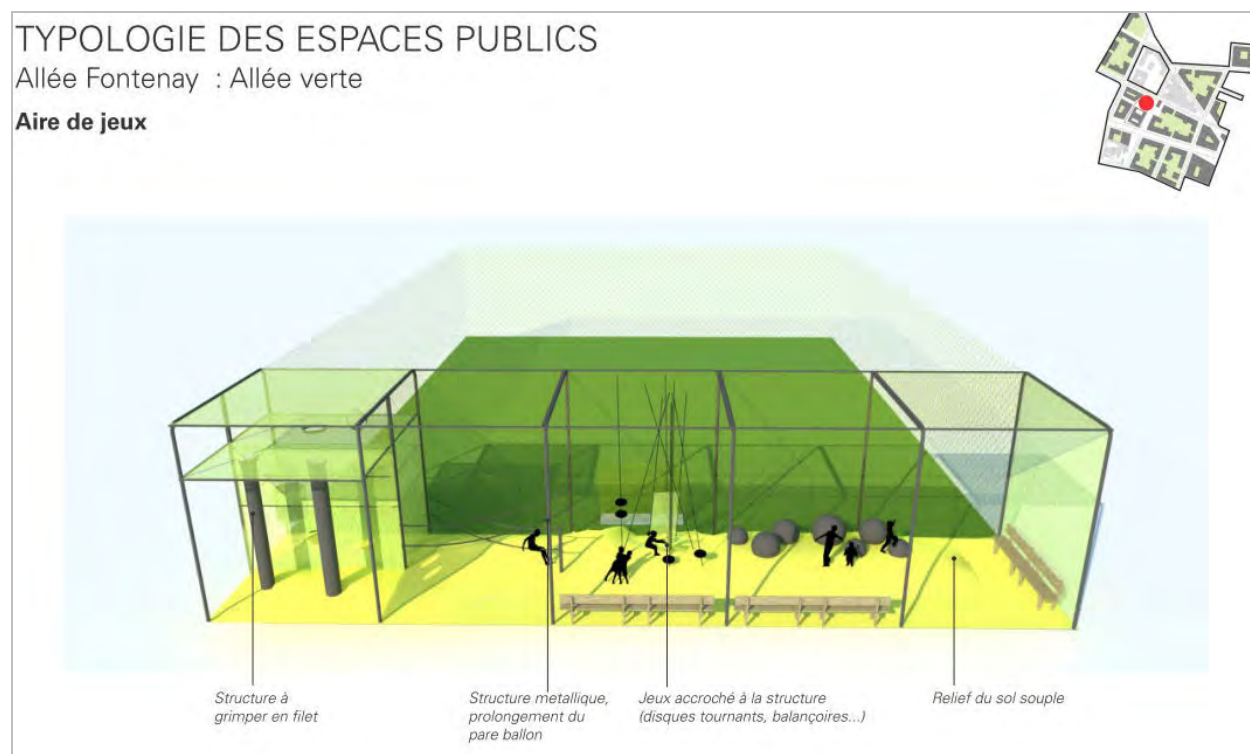 TYPOLOGIE DES ESPACES PUBLICS
Allée Fontenay : Allée verte
Aire de jeux
Structure à
grimper en filet
Structure metallique,
prolongement du
pare ballon
Jeux accroché à la structure
(disques tournants, balançoires...)
Relief du sol souple